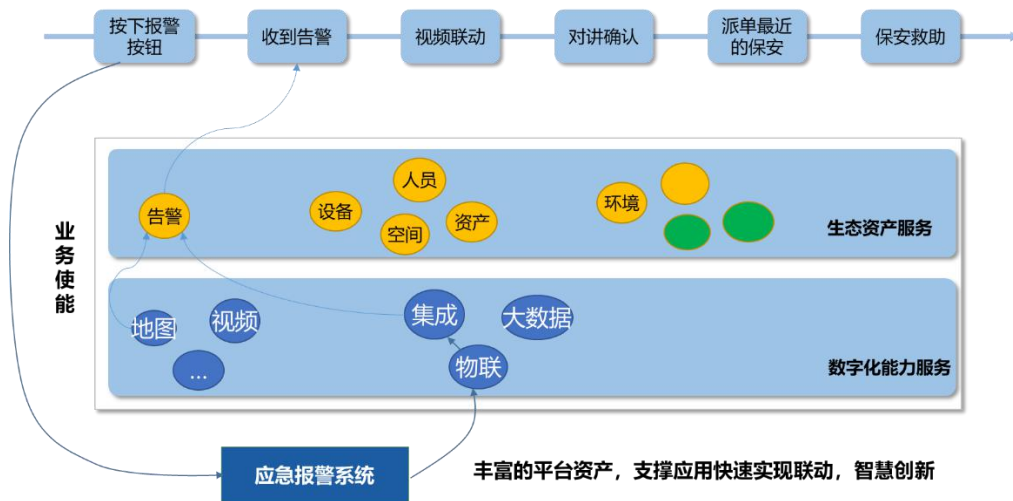 按下报警
按钮
收到告警
视频联动
对讲确认
派单最近
的保安
保安救助
业务使能
告警
设备
人员
空间
资产
环境
生态资产服务
地图
视频
...
集成
物联
大数据
数字化能力服务
应急报警系统
丰富的平台资产，支撑应用快速实现联动，智慧创新